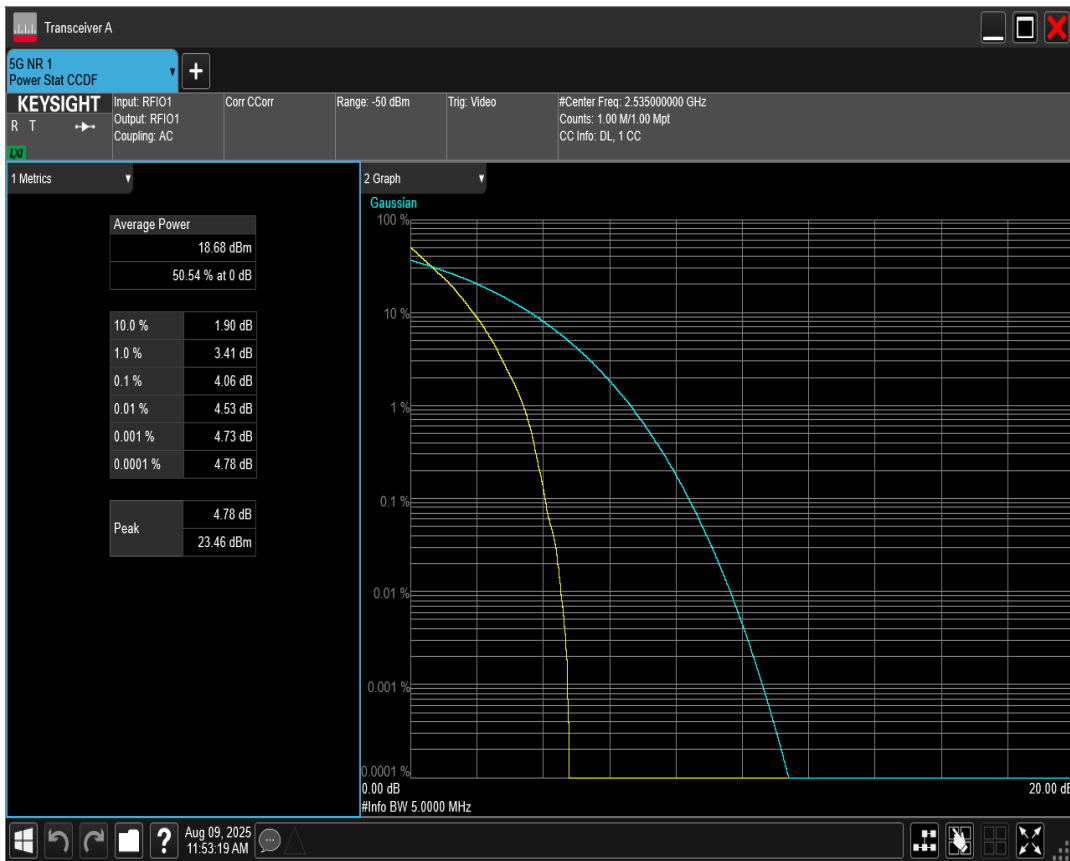 Transceiver A
5G NR 1
Power Stat CCDF
+
KEYSIGHT
R T
LXI
Input: RFIO1
Output: RFIO1
Coupling: AC
Corr CCorr
Range: -50 dBm
Trig: Video
#Center Freq: 2.535000000 GHz
Counts: 1.00 M/1.00 Mpt
CC Info: DL, 1 CC
1 Metrics
Average Power
18.68 dBm
50.54 % at 0 dB
10.0 % 1.90 dB
1.0 % 3.41 dB
0.1 % 4.06 dB
0.01 % 4.53 dB
0.001 % 4.73 dB
0.0001 % 4.78 dB
Peak 4.78 dB
23.46 dBm
2 Graph
Gaussian
100 %
10 %
1 %
0.1 %
0.01 %
0.001 %
0.0001 %
0.00 dB 20.00 dB
#Info BW 5.0000 MHz
?
Aug 09, 2025
11:53:19 AM